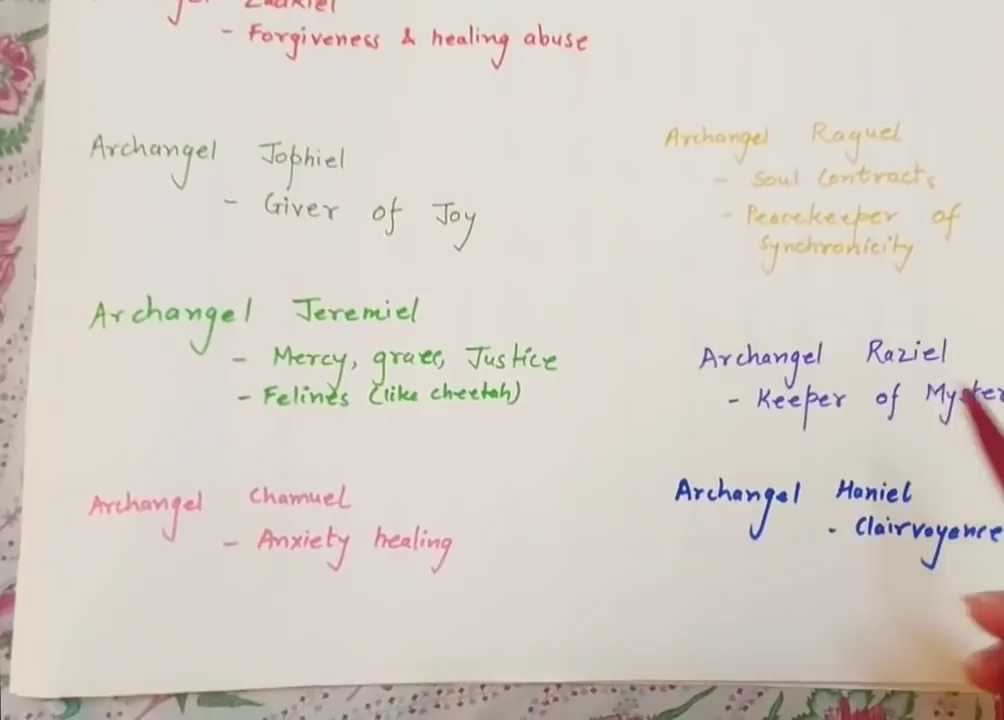 - Forgiveness & healing abuse
Archangel Jophiel
- Giver of Joy
Archangel Jeremiel
- Mercy, grace, Justice
- Felines (like cheetah)
Archangel Chamuel
- Anxiety healing
Archangel Raguel
- Soul Contracts
- Peacekeeper of
Synchronicity
Archangel Raziel
- Keeper of
Archangel Haniel
- Clairvoyance